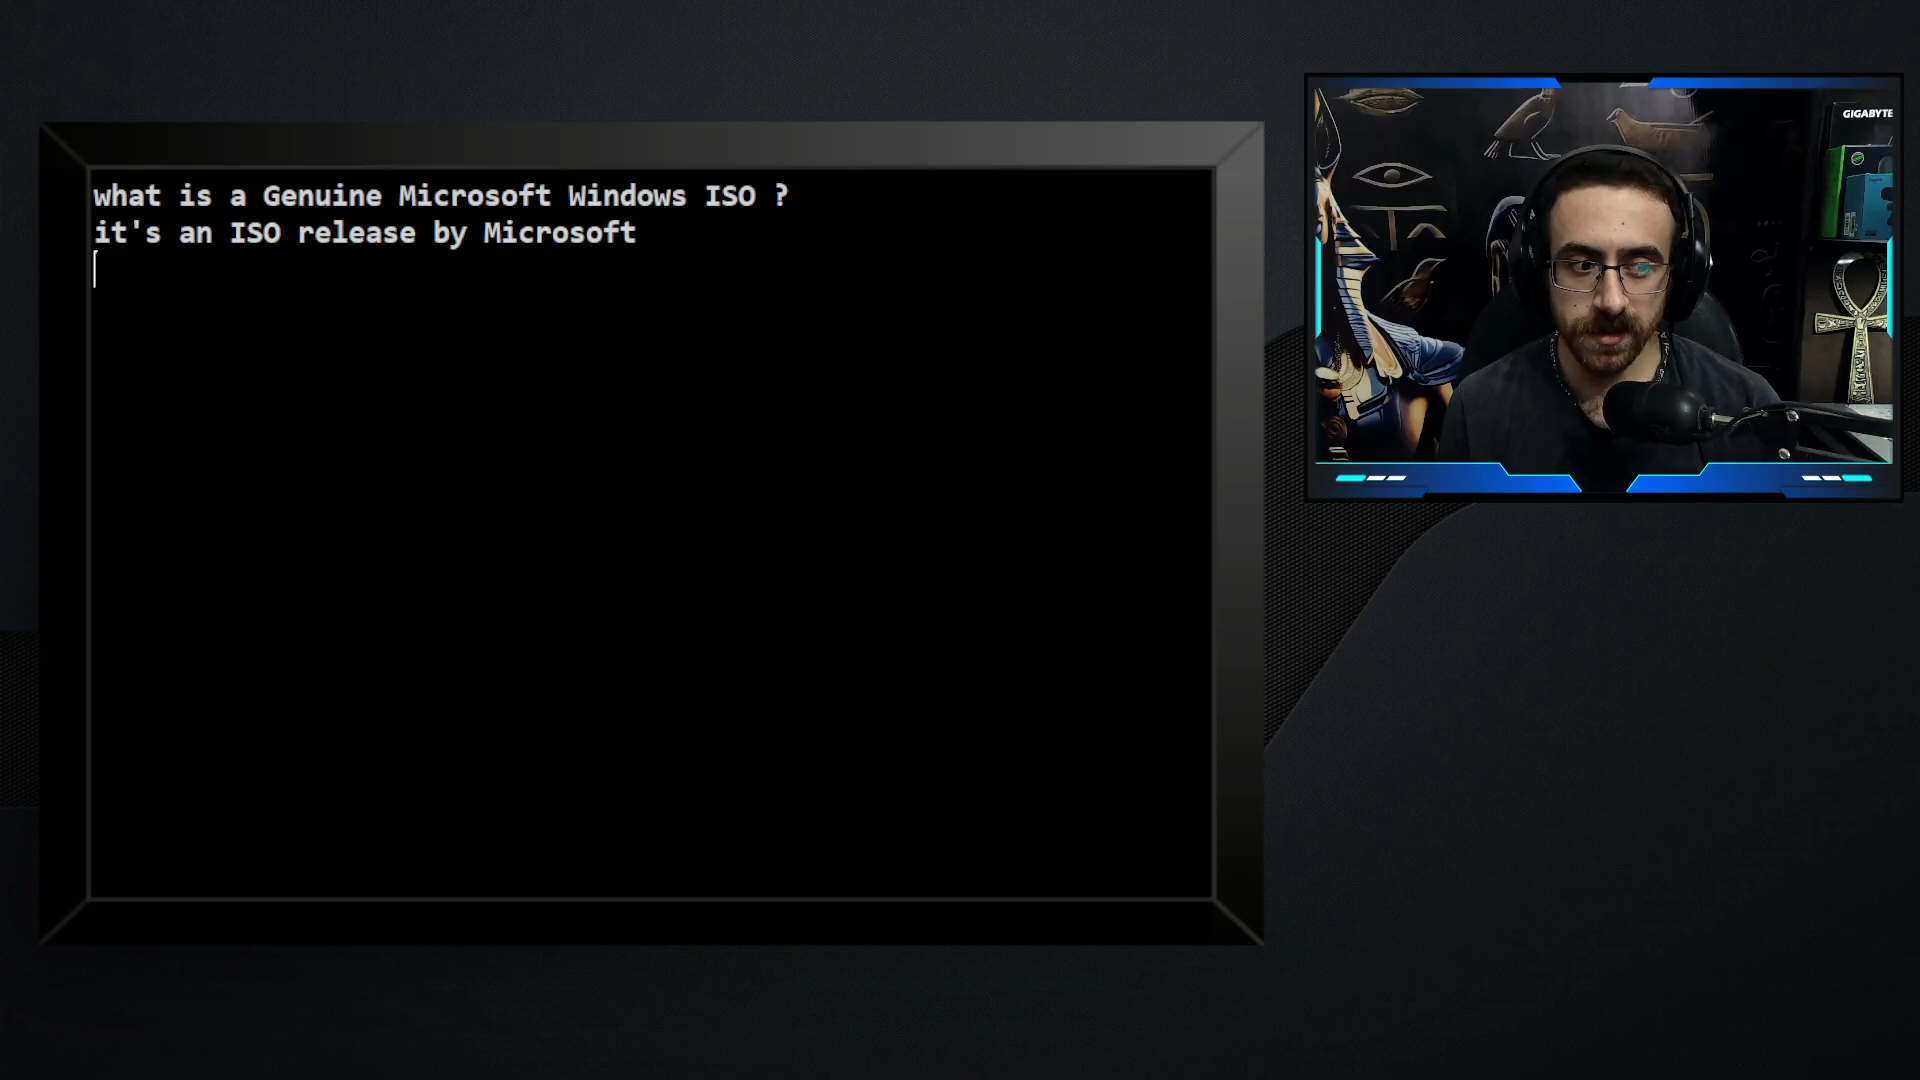 what is a Genuine Microsoft Windows ISO ?
it's an ISO release by Microsoft
GIGABYTE